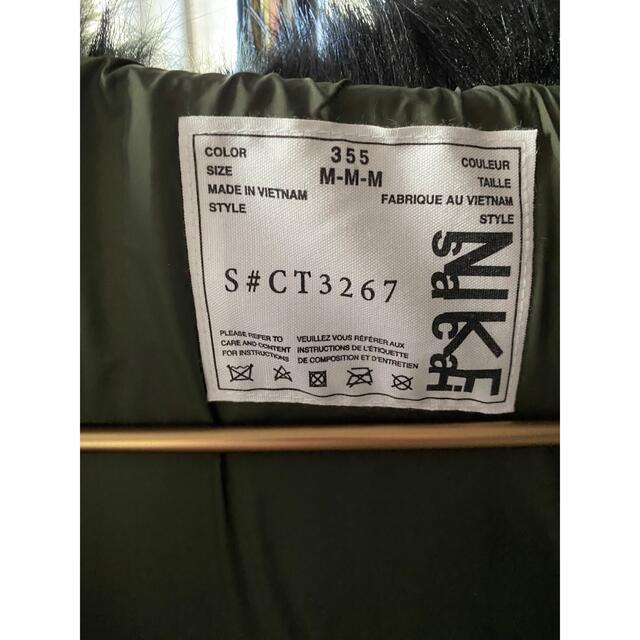 COLOR 355 COULEUR
SIZE M-M-M TAILLE
MADE IN VIETNAM FABRIQUE AU VIETNAM
STYLE STYLE
S#CT3267
PLEASE REFER TO
CARE AND CONTENT
FOR INSTRUCTIONS
VEUILLEZ VOUS RÉFÉRER AUX
INSTRUCTIONS DE L'ÉTIQUETTE
DE COMPOSITION ET D'ENTRETIEN
NIKE
sacai